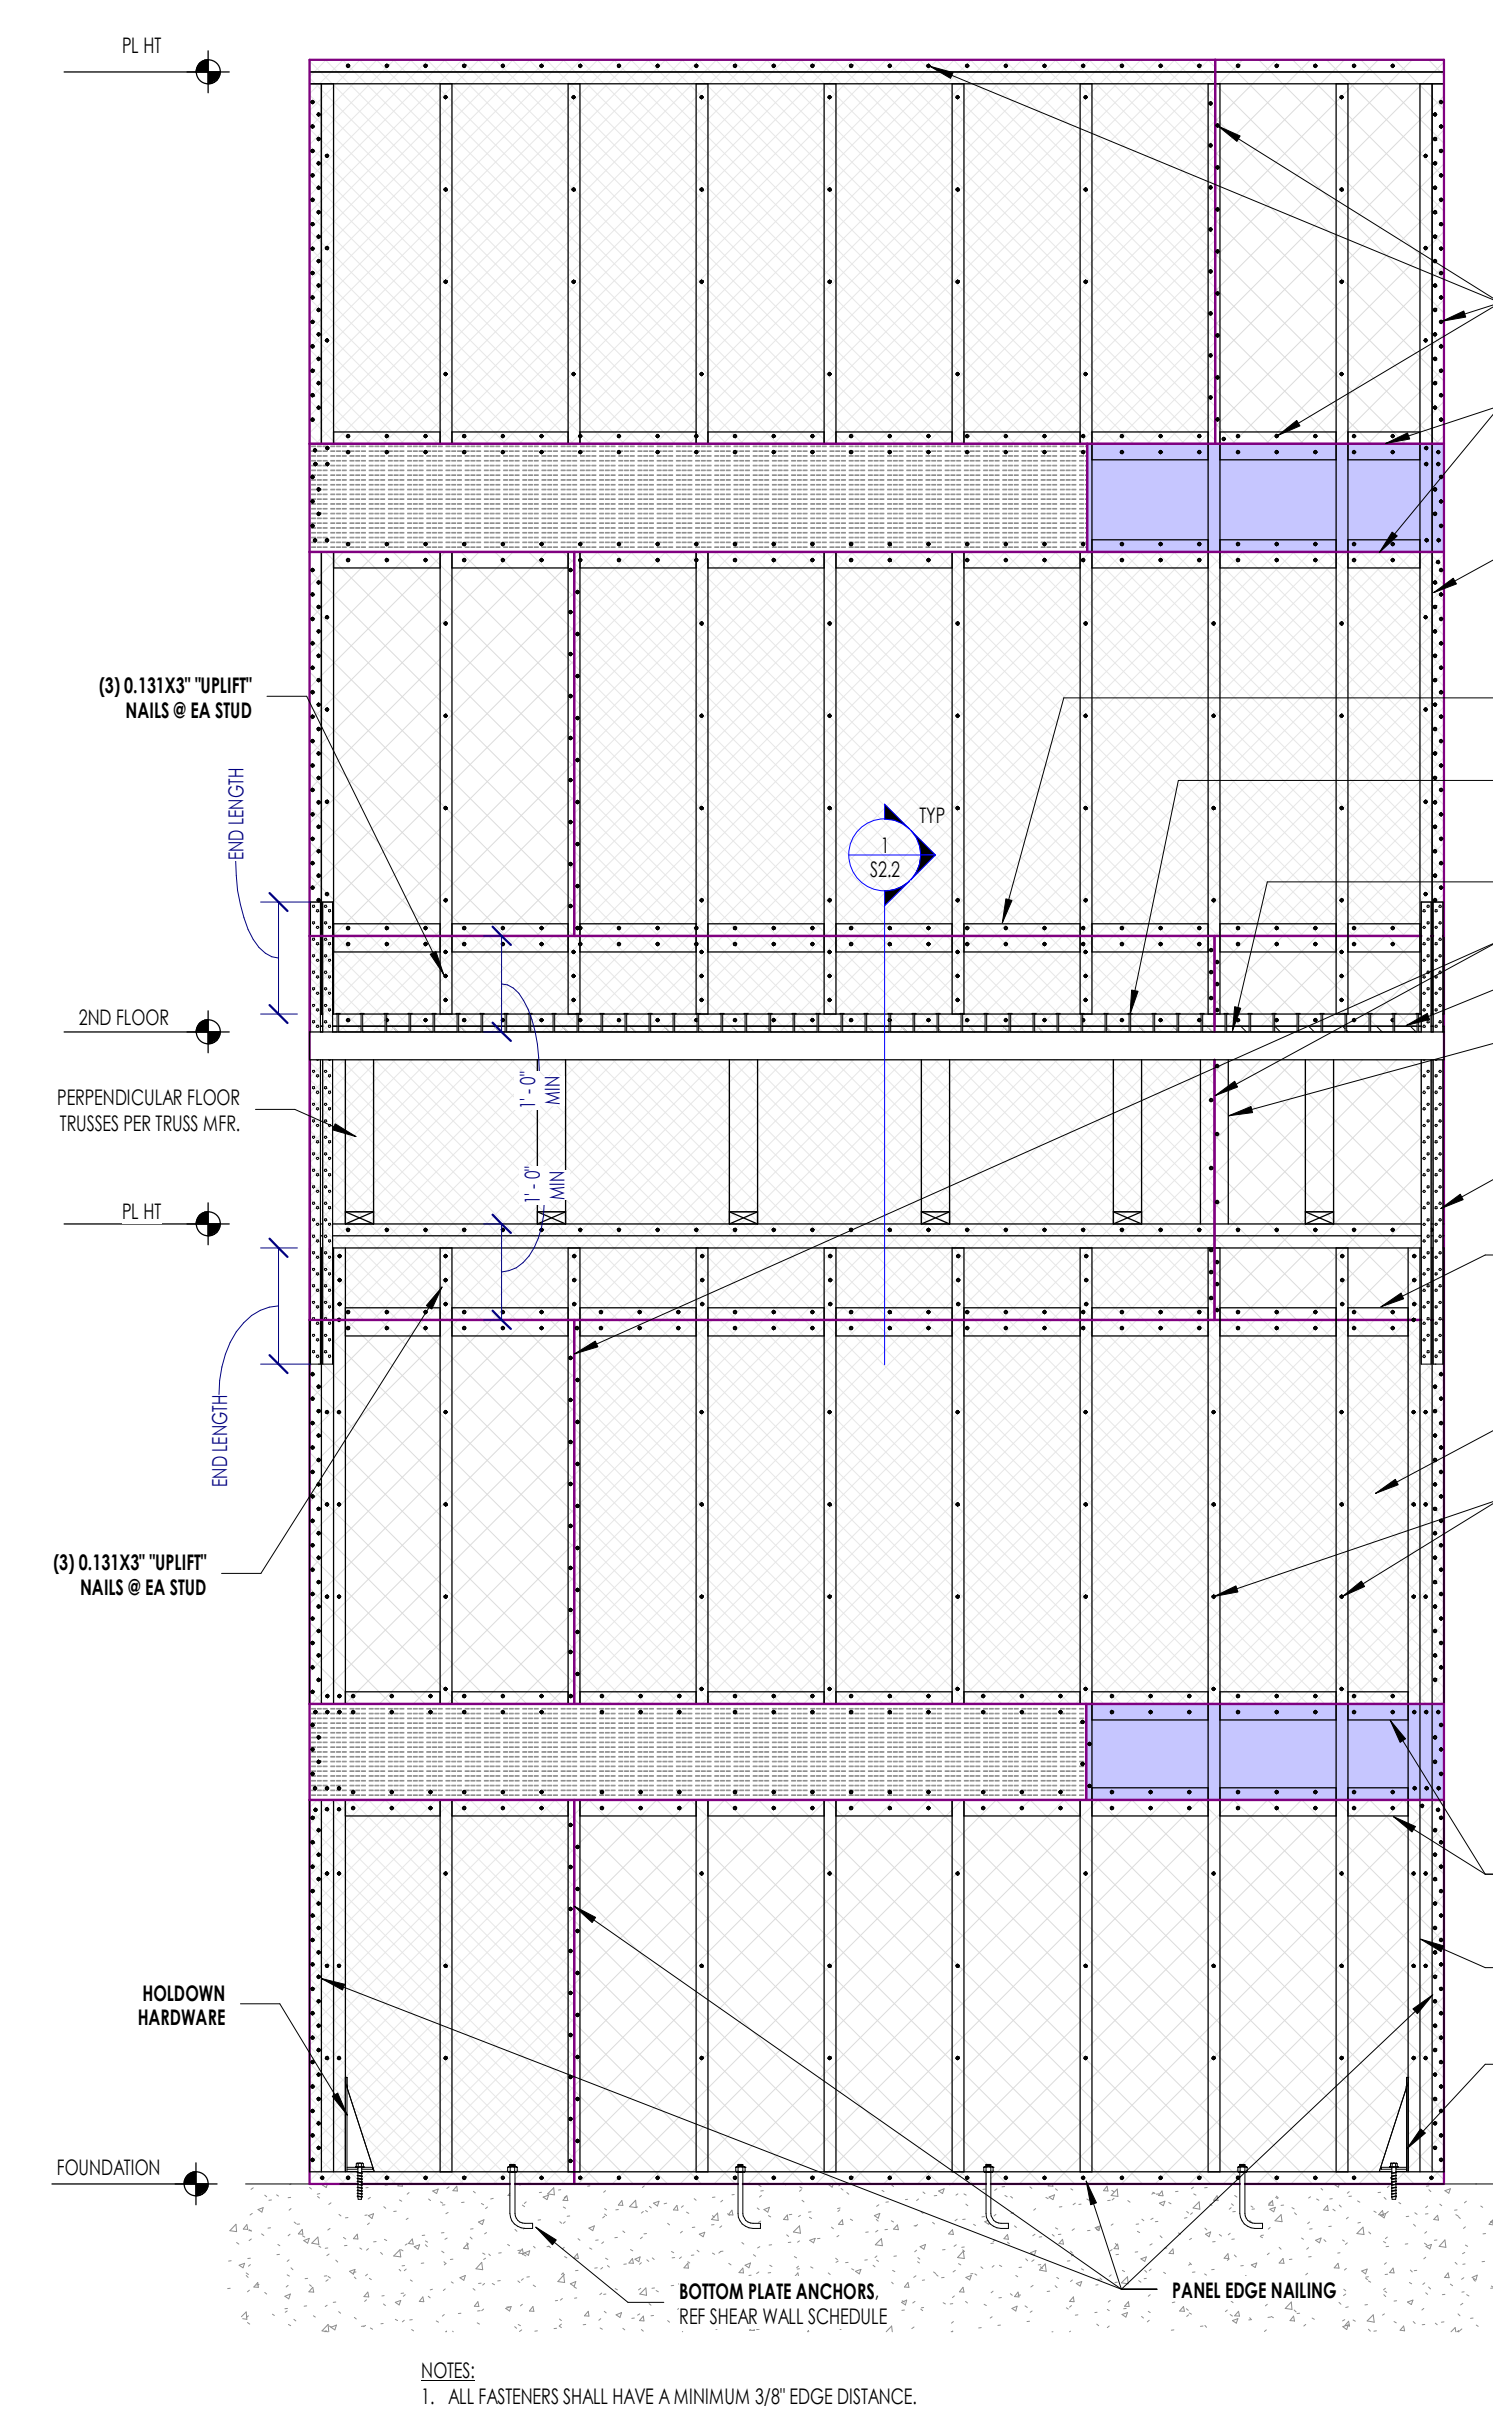 PL HT
(3) 0.131X3" "UPLIFT"
NAILS @ EA STUD
END LENGTH
TYP
1
S2.2
2ND FLOOR
1' - 0"
MIN
PERPENDICULAR FLOOR
TRUSSES PER TRUSS MFR.
1' - 0"
MIN
PL HT
END LENGTH
(3) 0.131X3" "UPLIFT"
NAILS @ EA STUD
HOLDOWN
HARDWARE
FOUNDATION
BOTTOM PLATE ANCHORS,
REF SHEAR WALL SCHEDULE
PANEL EDGE NAILING
NOTES:
1. ALL FASTENERS SHALL HAVE A MINIMUM 3/8" EDGE DISTANCE.